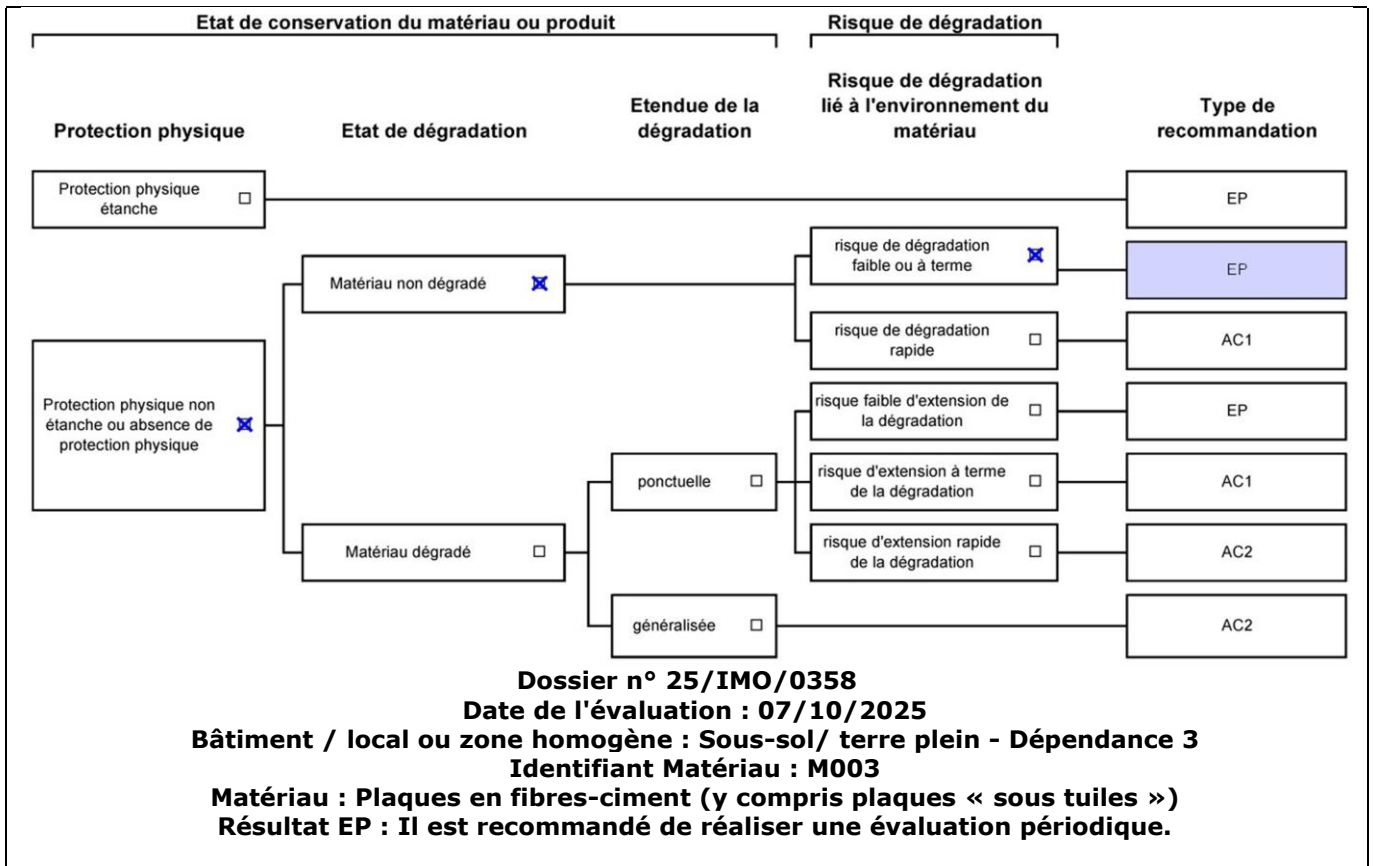 Etat de conservation du matériau ou produit
Risque de dégradation
Protection physique
Etat de dégradation
Etendue de la
dégradation
Risque de dégradation
lié à l'environnement du
matériau
Type de
recommandation
Protection physique
étanche
EP
risque de dégradation
faible ou à terme
EP
Matériau non dégradé
risque de dégradation
rapide
AC1
Protection physique non
étanche ou absence de
protection physique
risque faible d'extension de
la dégradation
EP
ponctuelle
risque d'extension à terme
de la dégradation
AC1
Matériau dégradé
risque d'extension rapide
de la dégradation
AC2
généralisée
AC2
Dossier n° 25/IMO/0358
Date de l'évaluation : 07/10/2025
Bâtiment / local ou zone homogène : Sous-sol/ terre plein - Dépendance 3
Identifiant Matériau : M003
Matériau : Plaques en fibres-ciment (y compris plaques « sous tuiles »)
Résultat EP : Il est recommandé de réaliser une évaluation périodique.